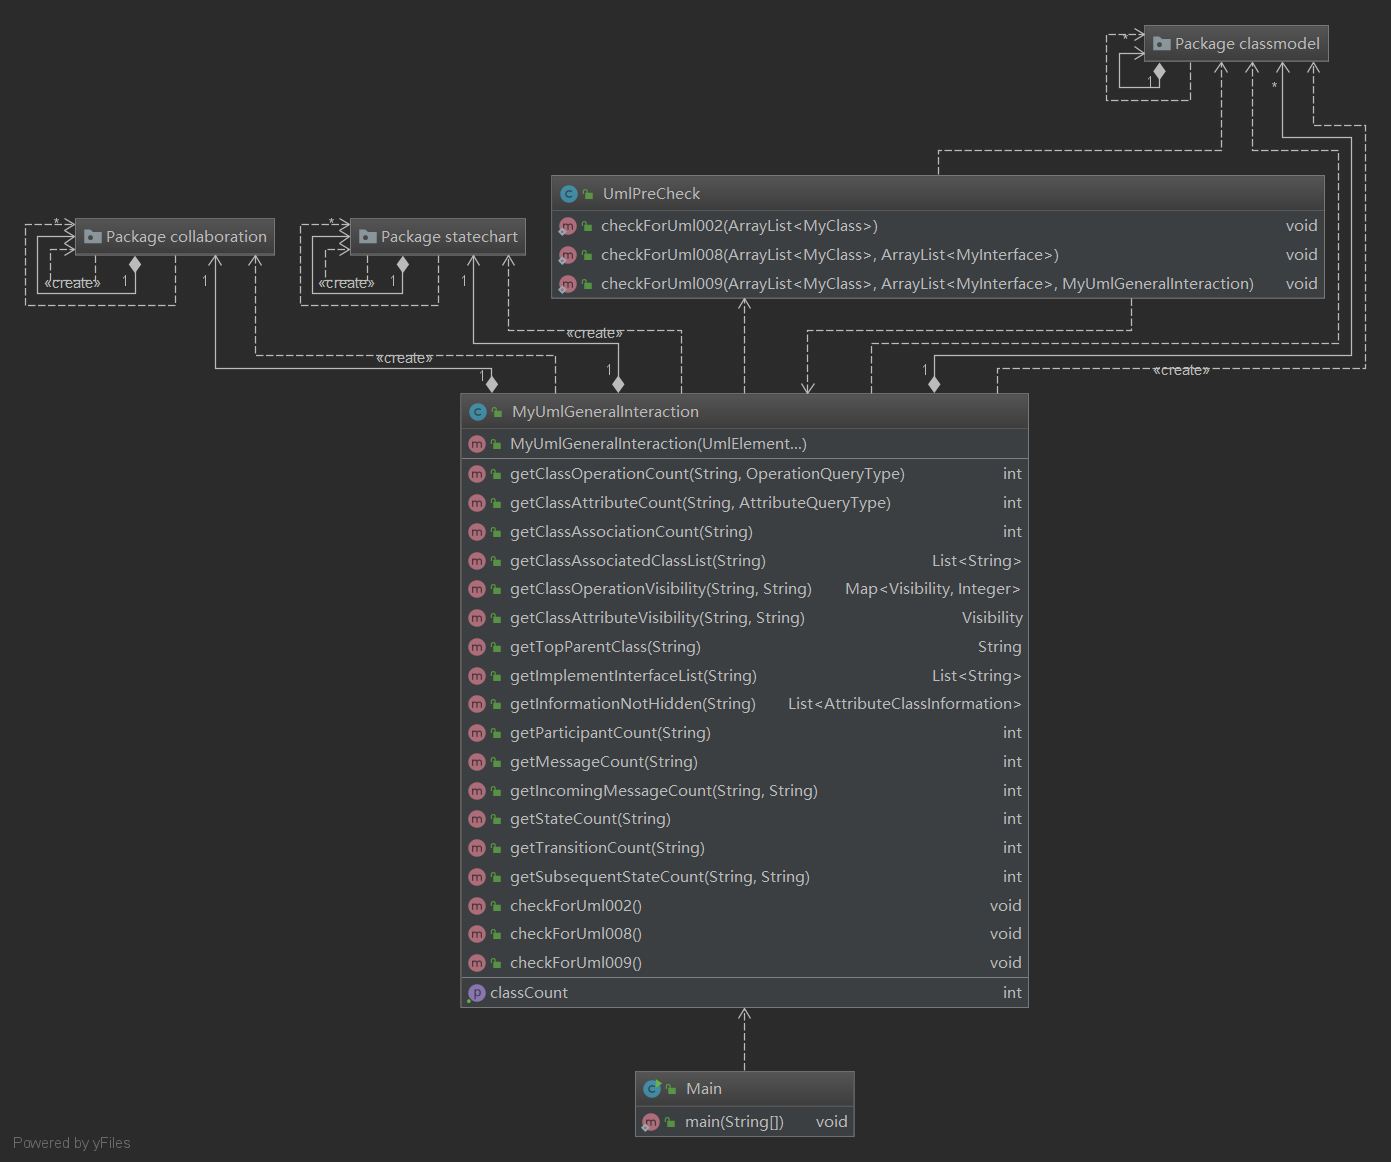 * Package classmodel
1
*
UmlPreCheck
checkForUml002(ArrayList<MyClass>) void
checkForUml008(ArrayList<MyClass>, ArrayList<MyInterface>) void
checkForUml009(ArrayList<MyClass>, ArrayList<MyInterface>, MyUmlGeneralInteraction) void
* Package collaboration
«create» 1 1
* Package statechart
«create» 1 1
«create»
«create»
«create»
1 1 1
MyUmlGeneralInteraction
MyUmlGeneralInteraction(UmlElement...)
getClassOperationCount(String, OperationQueryType) int
getClassAttributeCount(String, AttributeQueryType) int
getClassAssociationCount(String) int
getClassAssociatedClassList(String) List<String>
getClassOperationVisibility(String, String) Map<Visibility, Integer>
getClassAttributeVisibility(String, String) Visibility
getTopParentClass(String) String
getImplementInterfaceList(String) List<String>
getInformationNotHidden(String) List<AttributeClassInformation>
getParticipantCount(String) int
getMessageCount(String) int
getIncomingMessageCount(String, String) int
getStateCount(String) int
getTransitionCount(String) int
getSubsequentStateCount(String, String) int
checkForUml002() void
checkForUml008() void
checkForUml009() void
classCount int
Main
main(String[]) void
Powered by yFiles